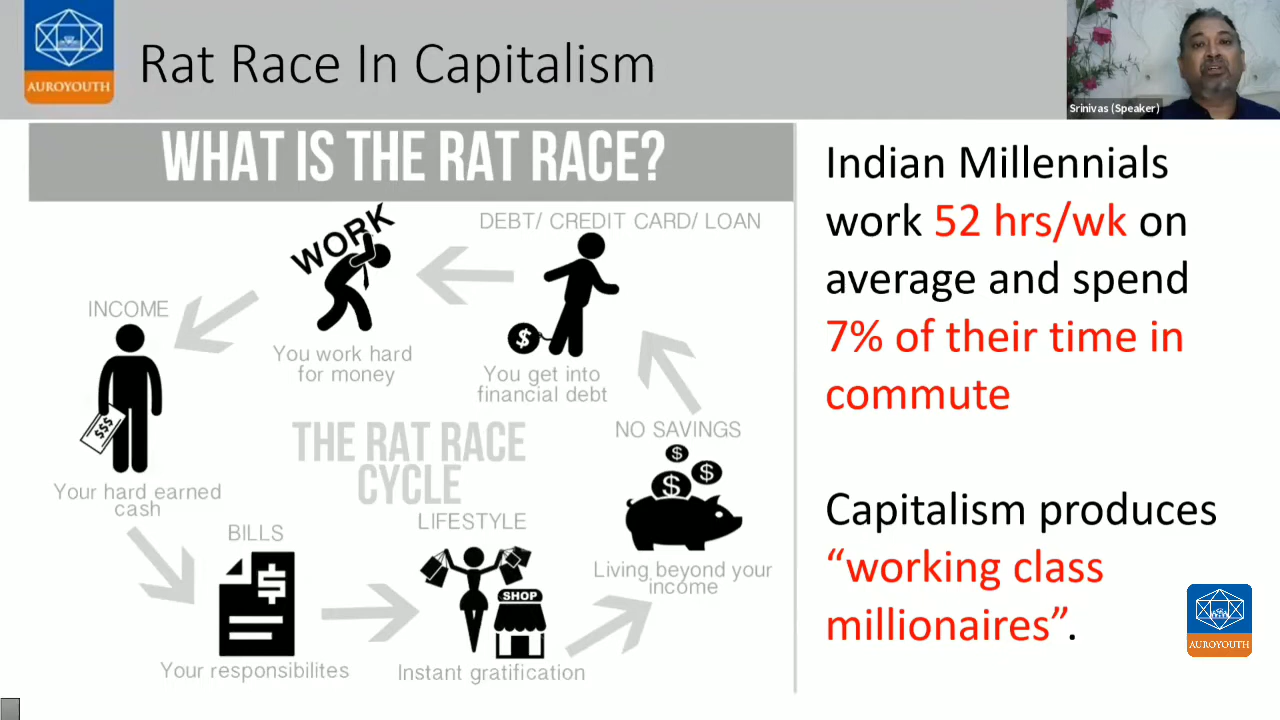 AUROYOUTH
Rat Race In Capitalism
Srinivas (Speaker)
WHAT IS THE RAT RACE?
WORK
You work hard
for money
DEBT/ CREDIT CARD/ LOAN
$
You get into
financial debt
INCOME
$$$
Your hard earned
cash
THE RAT RACE
CYCLE
BILLS
$
Your responsibilites
LIFESTYLE
SHOP
Instant gratification
NO SAVINGS
$
$
$
Living beyond your
income
Indian Millennials
work 52 hrs/wk on
average and spend
7% of their time in
commute
Capitalism produces
“working class
millionaires”.
AUROYOUTH